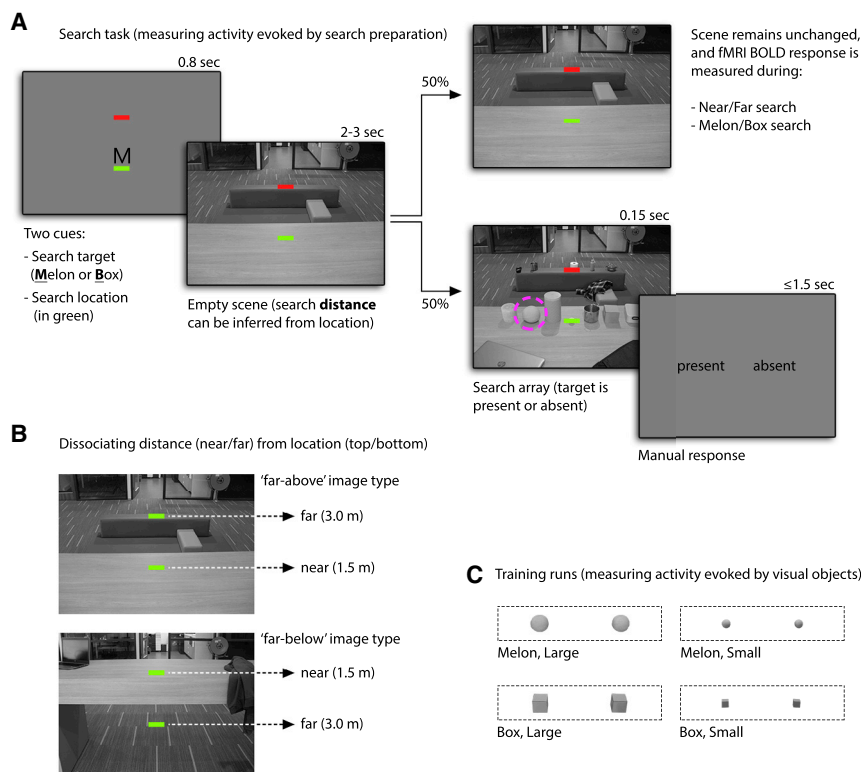 A
Search task (measuring activity evoked by search preparation)
0.8 sec
M
Two cues:
- Search target
(Melon or Box)
- Search location
(in green)
2-3 sec
Empty scene (search distance
can be inferred from location)
50%
50%
Scene remains unchanged,
and fMRI BOLD response is
measured during:
- Near/Far search
- Melon/Box search
0.15 sec
Search array (target is
present or absent)
≤1.5 sec
present absent
Manual response
B
Dissociating distance (near/far) from location (top/bottom)
'far-above' image type
far (3.0 m)
near (1.5 m)
'far-below' image type
near (1.5 m)
far (3.0 m)
C
Training runs (measuring activity evoked by visual objects)
Melon, Large
Melon, Small
Box, Large
Box, Small